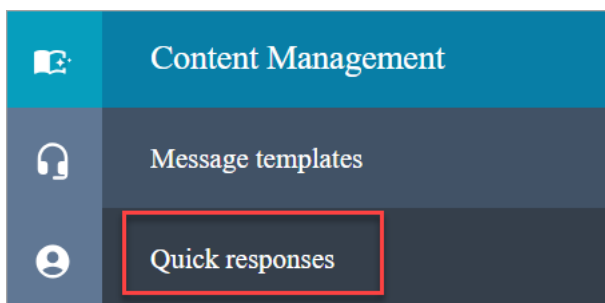 Content Management
Message templates
Quick responses